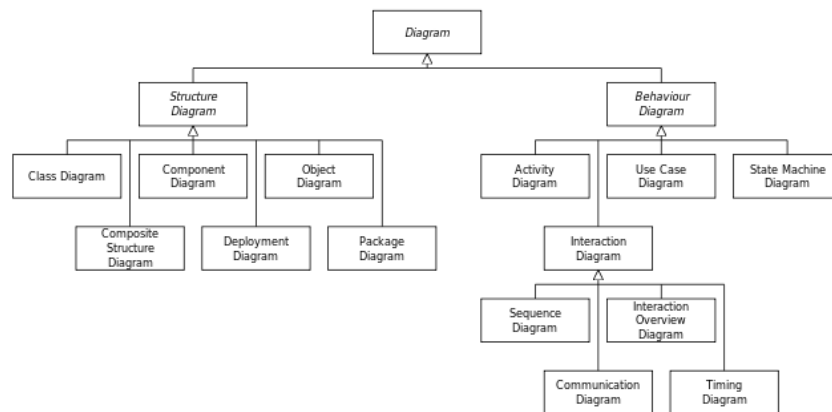 Diagram
Structure
Diagram
Behaviour
Diagram
Class Diagram
Component
Diagram
Object
Diagram
Activity
Diagram
Use Case
Diagram
State Machine
Diagram
Composite
Structure
Diagram
Deployment
Diagram
Package
Diagram
Interaction
Diagram
Sequence
Diagram
Interaction
Overview
Diagram
Communication
Diagram
Timing
Diagram